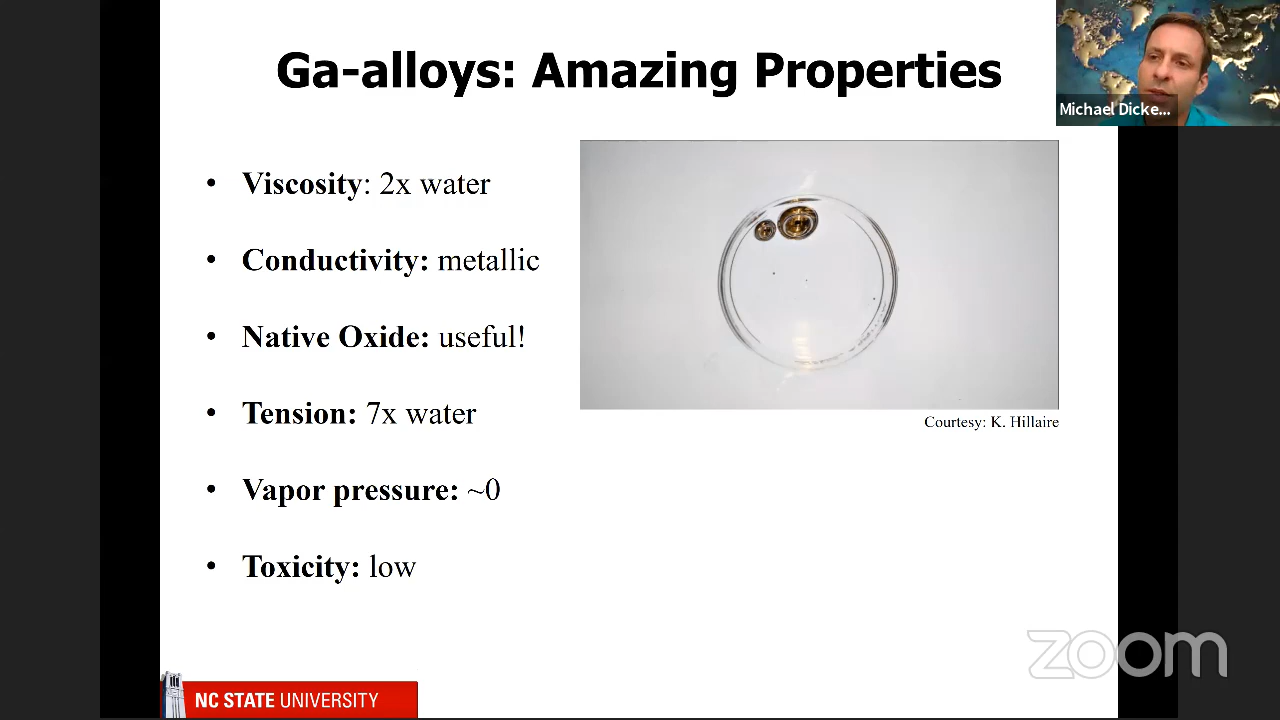 Ga-alloys: Amazing Properties
Michael Dicke...
• Viscosity: 2x water
• Conductivity: metallic
• Native Oxide: useful!
• Tension: 7x water
• Vapor pressure: ~0
• Toxicity: low
Courtesy: K. Hillaire
zoom
NC STATE UNIVERSITY